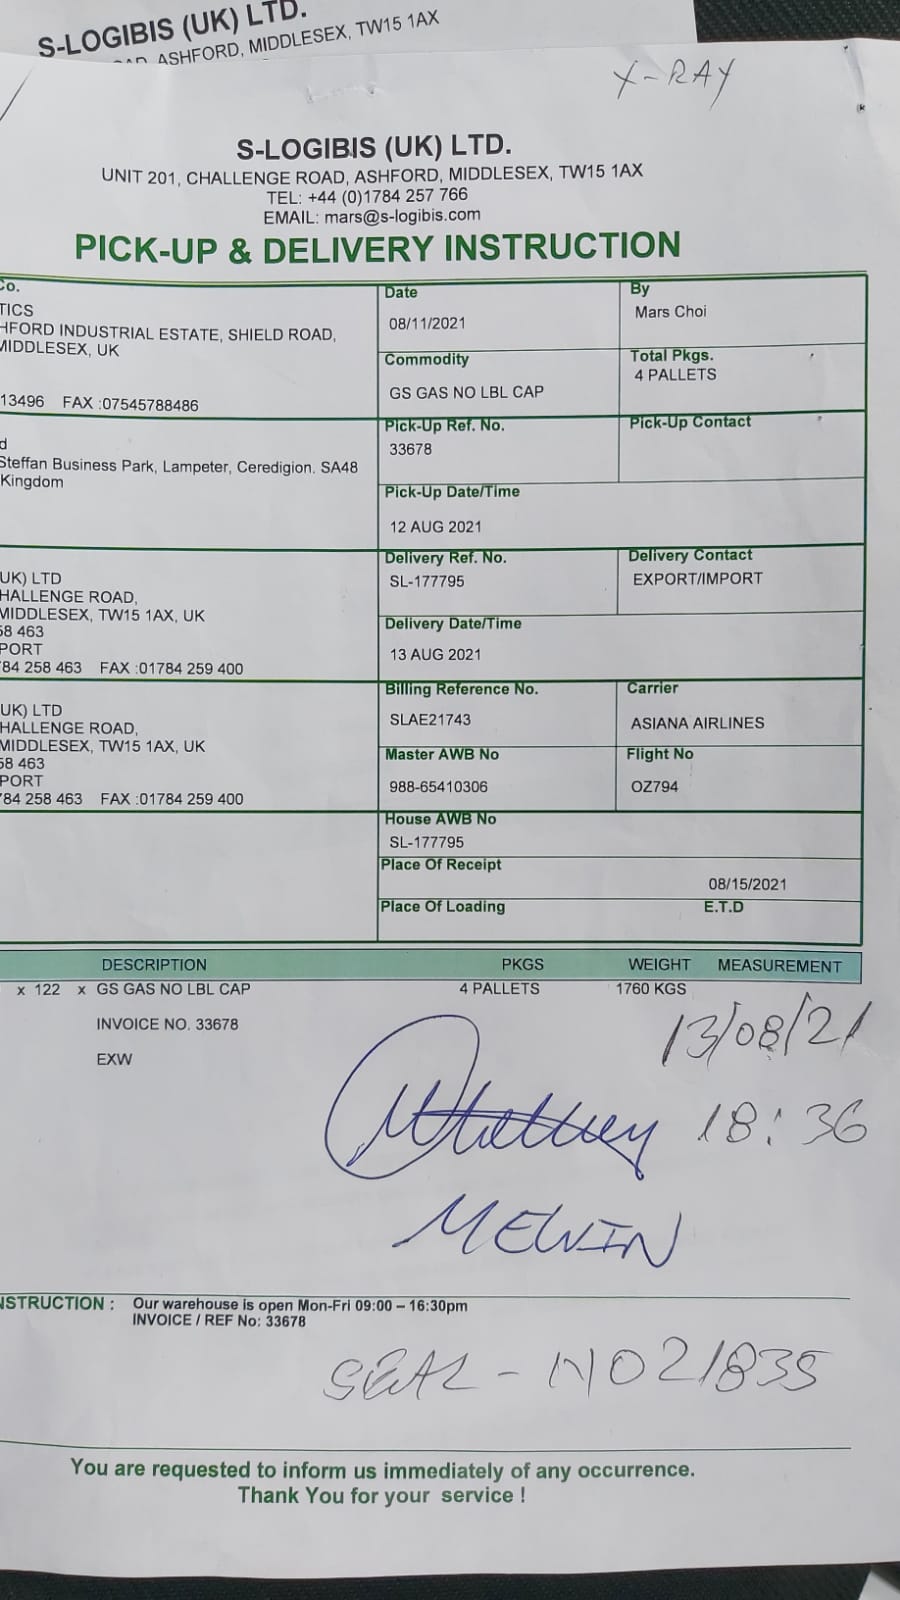 S-LOGIBIS (UK) LTD.
ASHFORD, MIDDLESEX, TW15 1AX
X-RAY
S-LOGIBIS (UK) LTD.
UNIT 201, CHALLENGE ROAD, ASHFORD, MIDDLESEX, TW15 1AX
TEL: +44 (0)1784 257 766
EMAIL: mars@s-logibis.com
PICK-UP & DELIVERY INSTRUCTION
Co.
TICS
HFORD INDUSTRIAL ESTATE, SHIELD ROAD,
MIDDLESEX, UK
13496 FAX :07545788486
Date
08/11/2021
By
Mars Choi
Commodity
GS GAS NO LBL CAP
Total Pkgs.
4 PALLETS
d
Steffan Business Park, Lampeter, Ceredigion. SA48
Kingdom
Pick-Up Ref. No.
33678
Pick-Up Contact
Pick-Up Date/Time
12 AUG 2021
UK) LTD
HALLENGE ROAD,
MIDDLESEX, TW15 1AX, UK
58 463
PORT
784 258 463 FAX :01784 259 400
Delivery Ref. No.
SL-177795
Delivery Contact
EXPORT/IMPORT
Delivery Date/Time
13 AUG 2021
UK) LTD
HALLENGE ROAD,
MIDDLESEX, TW15 1AX, UK
58 463
PORT
784 258 463 FAX :01784 259 400
Billing Reference No.
SLAE21743
Carrier
ASIANA AIRLINES
Master AWB No
988-65410306
Flight No
OZ794
House AWB No
SL-177795
Place Of Receipt
08/15/2021
Place Of Loading E.T.D
DESCRIPTION PKGS WEIGHT MEASUREMENT
x 122 x GS GAS NO LBL CAP 4 PALLETS 1760 KGS
INVOICE NO. 33678
EXW
13/08/21
18:36
MELVIN
NSTRUCTION : Our warehouse is open Mon-Fri 09:00 – 16:30pm
INVOICE / REF No: 33678
SEAL - NO21835
You are requested to inform us immediately of any occurrence.
Thank You for your service !